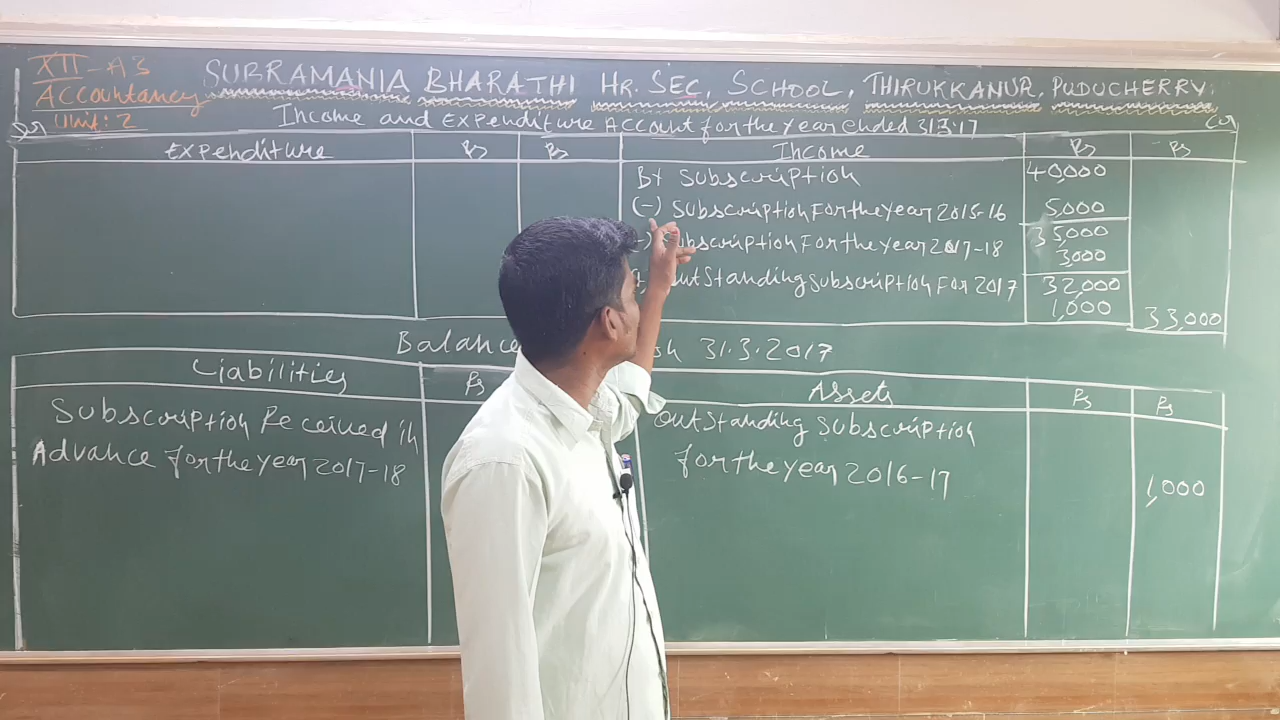 XII - A3
Accountancy
Unit: 2
SUBRAMANIA BHARATHI HR. SEC. SCHOOL, THIRUKKANUR, PUDUCHERRY.
Income and Expenditure Account for the Year ended 31.3.17
Dr Cr
Expenditure Rs Rs Income Rs Rs
By Subscription 40,000
(-) Subscription For the Year 2015-16 5,000
35,000
(-) Subscription For the Year 2017-18 3,000
32,000
OutStanding Subscription For 2017
1,000 33,000
Balance 31.3.2017
Liabilities Rs Assets Rs Rs
Subscription Received in
Advance for the year 2017-18
OutStanding Subscription
for the year 2016-17 1,000